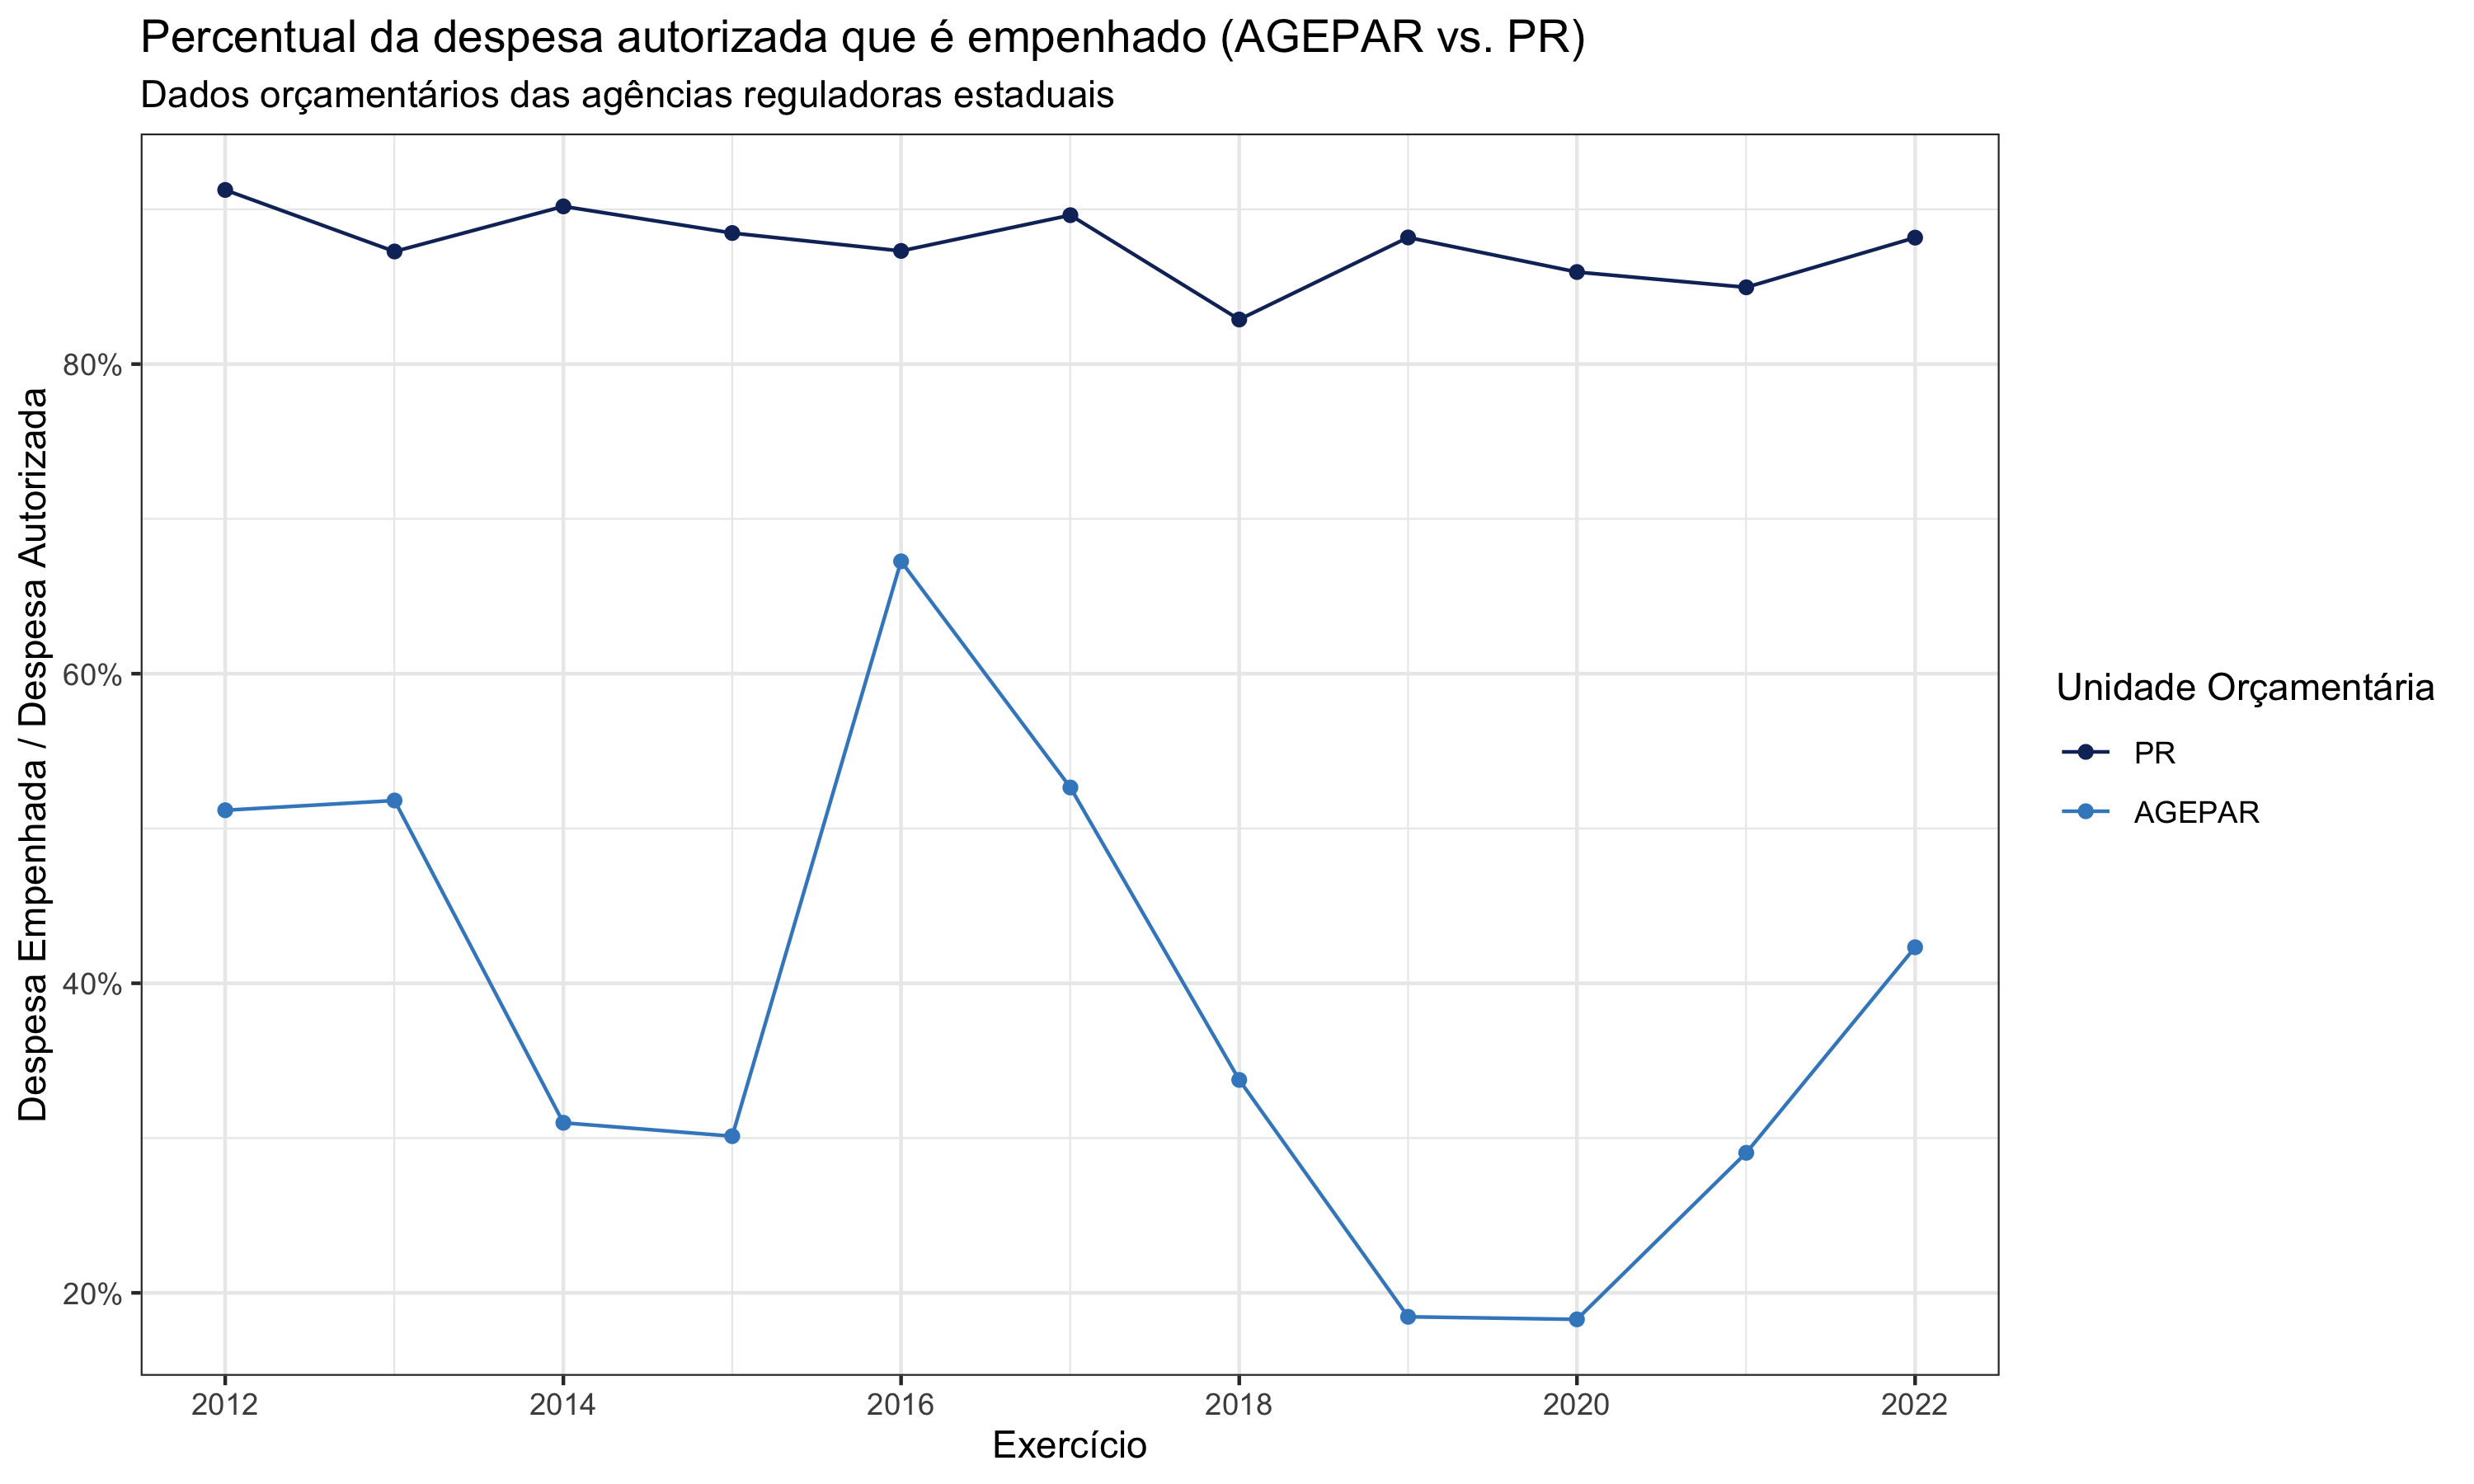 Percentual da despesa autorizada que é empenhado (AGEPAR vs. PR)
Dados orçamentários das agências reguladoras estaduais
Despesa Empenhada / Despesa Autorizada
80%
60%
40%
20%
2012
2014
2016
2018
2020
2022
Exercício
Unidade Orçamentária
PR
AGEPAR